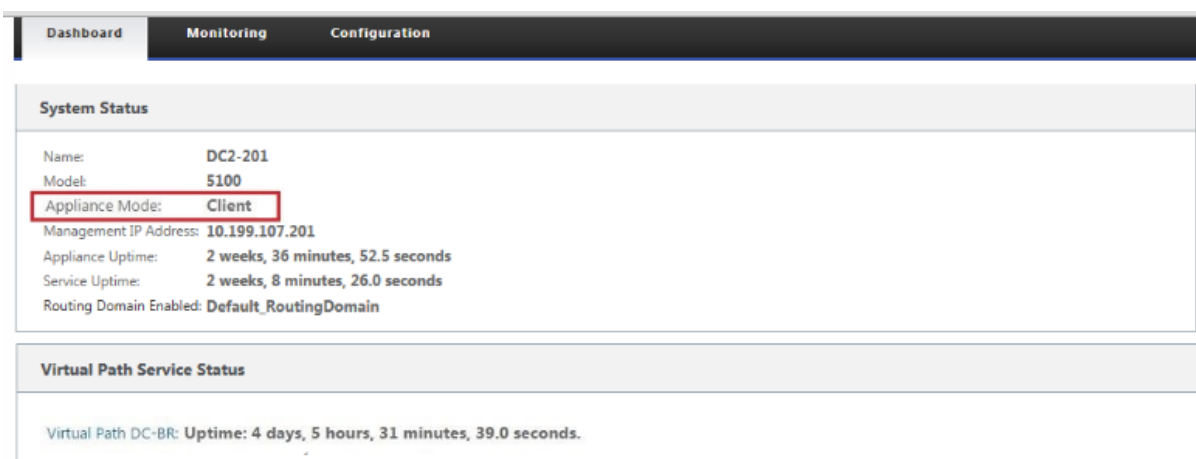 Dashboard Monitoring Configuration
System Status
Name: DC2-201
Model: 5100
Appliance Mode: Client
Management IP Address: 10.199.107.201
Appliance Uptime: 2 weeks, 36 minutes, 52.5 seconds
Service Uptime: 2 weeks, 8 minutes, 26.0 seconds
Routing Domain Enabled: Default_RoutingDomain
Virtual Path Service Status
Virtual Path DC-BR: Uptime: 4 days, 5 hours, 31 minutes, 39.0 seconds.